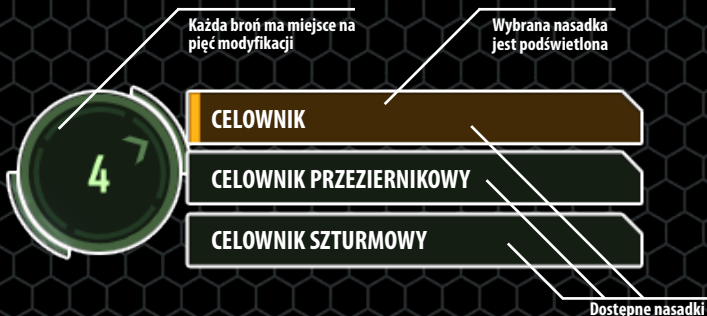 Każda broń ma miejsce na
pięć modyfikacji
Wybrana nasadka
jest podświetlona
4
CELOWNIK
CELOWNIK PRZEZIERNIKOWY
CELOWNIK SZTURMOWY
Dostępne nasadki